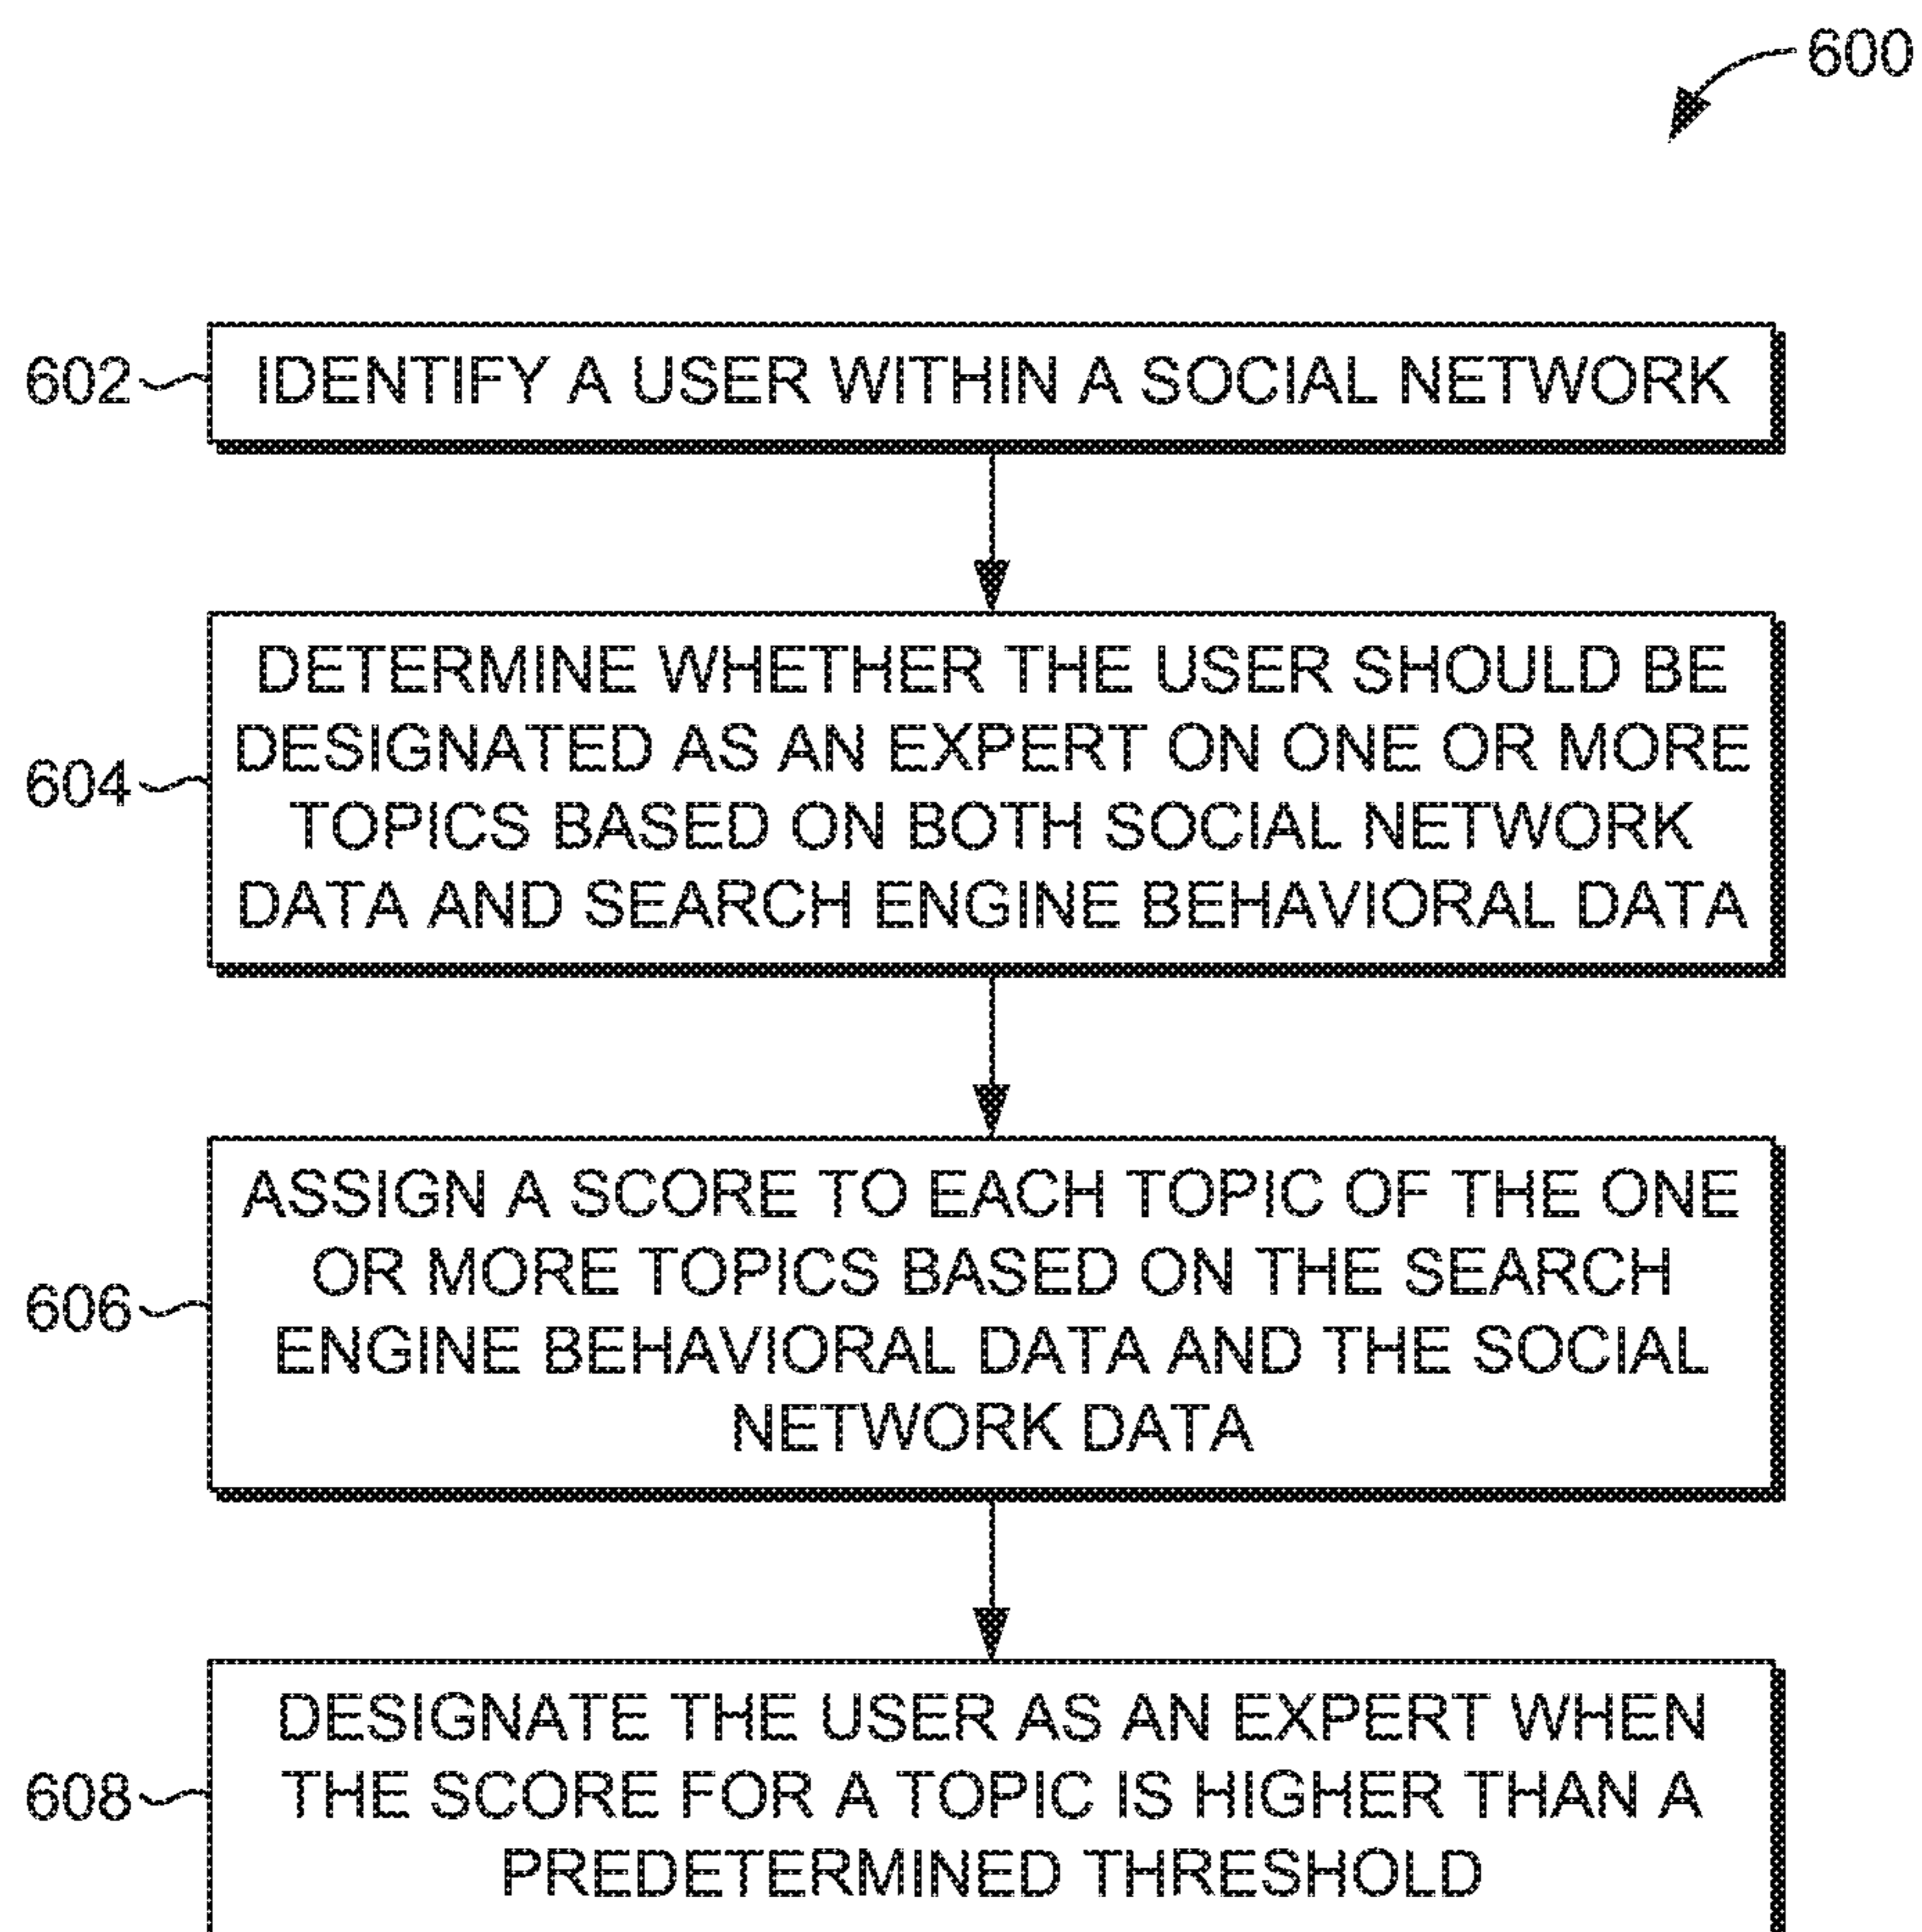 600
602
IDENTIFY A USER WITHIN A SOCIAL NETWORK
604
DETERMINE WHETHER THE USER SHOULD BE
DESIGNATED AS AN EXPERT ON ONE OR MORE
TOPICS BASED ON BOTH SOCIAL NETWORK
DATA AND SEARCH ENGINE BEHAVIORAL DATA
606
ASSIGN A SCORE TO EACH TOPIC OF THE ONE
OR MORE TOPICS BASED ON THE SEARCH
ENGINE BEHAVIORAL DATA AND THE SOCIAL
NETWORK DATA
608
DESIGNATE THE USER AS AN EXPERT WHEN
THE SCORE FOR A TOPIC IS HIGHER THAN A
PREDETERMINED THRESHOLD